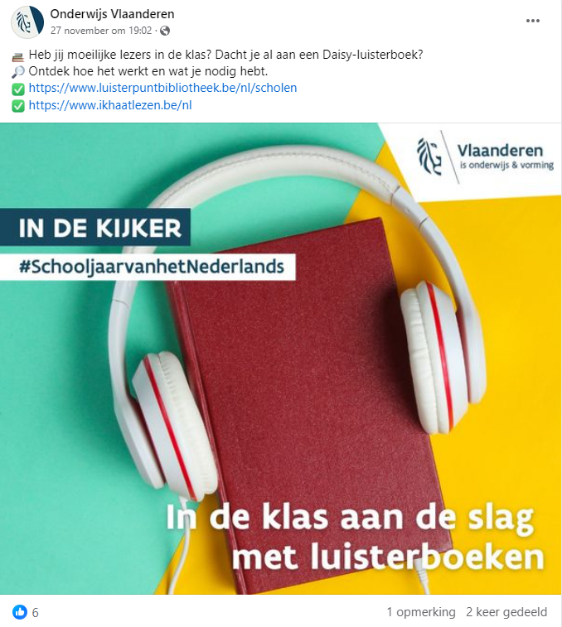 Onderwijs Vlaanderen
27 november om 19:02 ·
📚 Heb jij moeilijke lezers in de klas? Dacht je al aan een Daisy-luisterboek?
🔎 Ontdek hoe het werkt en wat je nodig hebt.
✅ https://www.luisterpuntbibliotheek.be/nl/scholen
✅ https://www.ikhaatlezen.be/nl
Vlaanderen
is onderwijs & vorming
IN DE KIJKER
#SchooljaarvanhetNederlands
In de klas aan de slag
met luisterboeken
6
1 opmerking 2 keer gedeeld